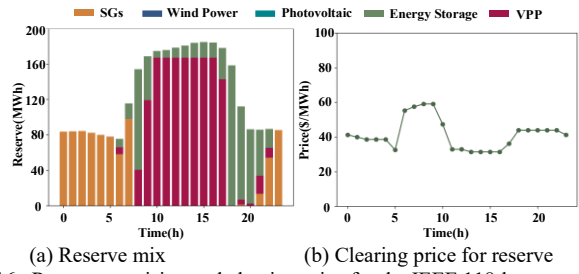 SGs Wind Power Photovoltaic Energy Storage VPP
200
160
120
80
40
0
Reserve(MWh)
0 5 10 15 20
Time(h)
100
80
60
40
20
0
Price($/MWh)
0 5 10 15 20
Time(h)
(a) Reserve mix (b) Clearing price for reserve